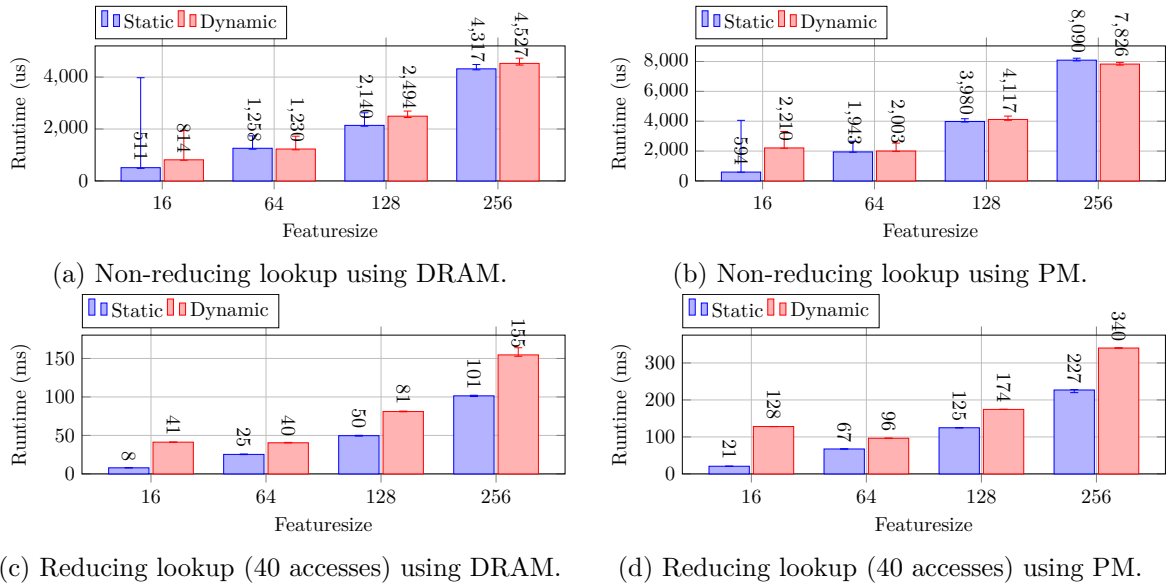 Static Dynamic
4,000
2,000
0
Runtime (us)
511
814
1,258
1,230
2,140
2,494
4,317
4,527
16 64 128 256
Featuresize
(a) Non-reducing lookup using DRAM.
Static Dynamic
8,000
6,000
4,000
2,000
0
Runtime (us)
594
2,210
1,943
2,003
3,980
4,117
8,090
7,826
16 64 128 256
Featuresize
(b) Non-reducing lookup using PM.
Static Dynamic
150
100
50
0
Runtime (ms)
8
41
25
40
50
81
101
155
16 64 128 256
Featuresize
(c) Reducing lookup (40 accesses) using DRAM.
Static Dynamic
300
200
100
0
Runtime (ms)
21
128
67
96
125
174
227
340
16 64 128 256
Featuresize
(d) Reducing lookup (40 accesses) using PM.